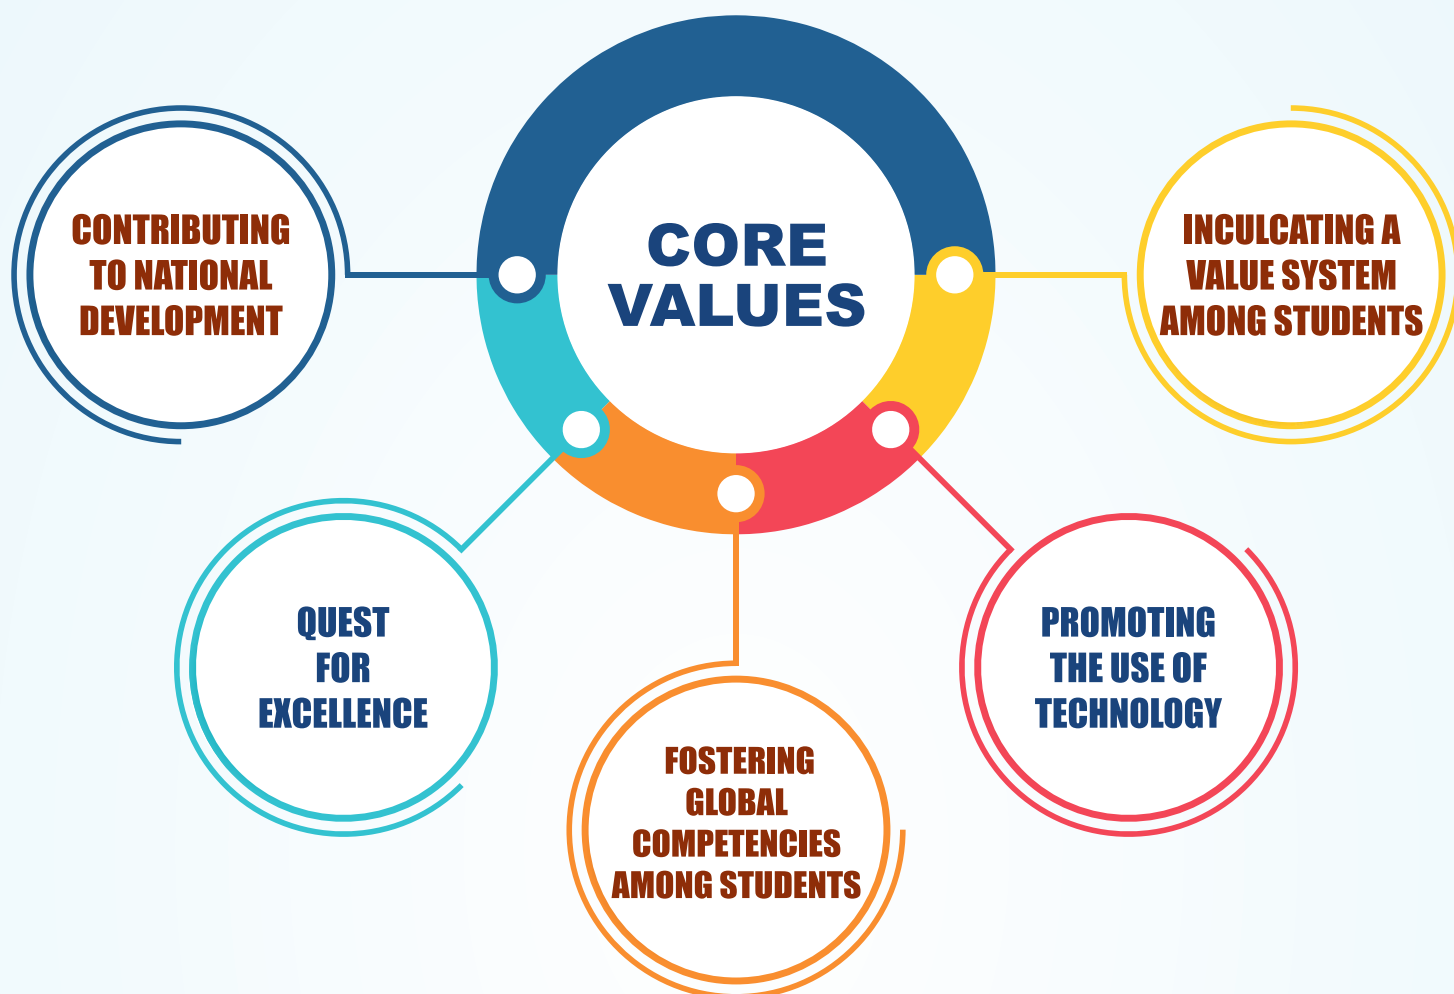 CORE
VALUES
CONTRIBUTING
TO NATIONAL
DEVELOPMENT
INCULCATING A
VALUE SYSTEM
AMONG STUDENTS
QUEST
FOR
EXCELLENCE
PROMOTING
THE USE OF
TECHNOLOGY
FOSTERING
GLOBAL
COMPETENCIES
AMONG STUDENTS